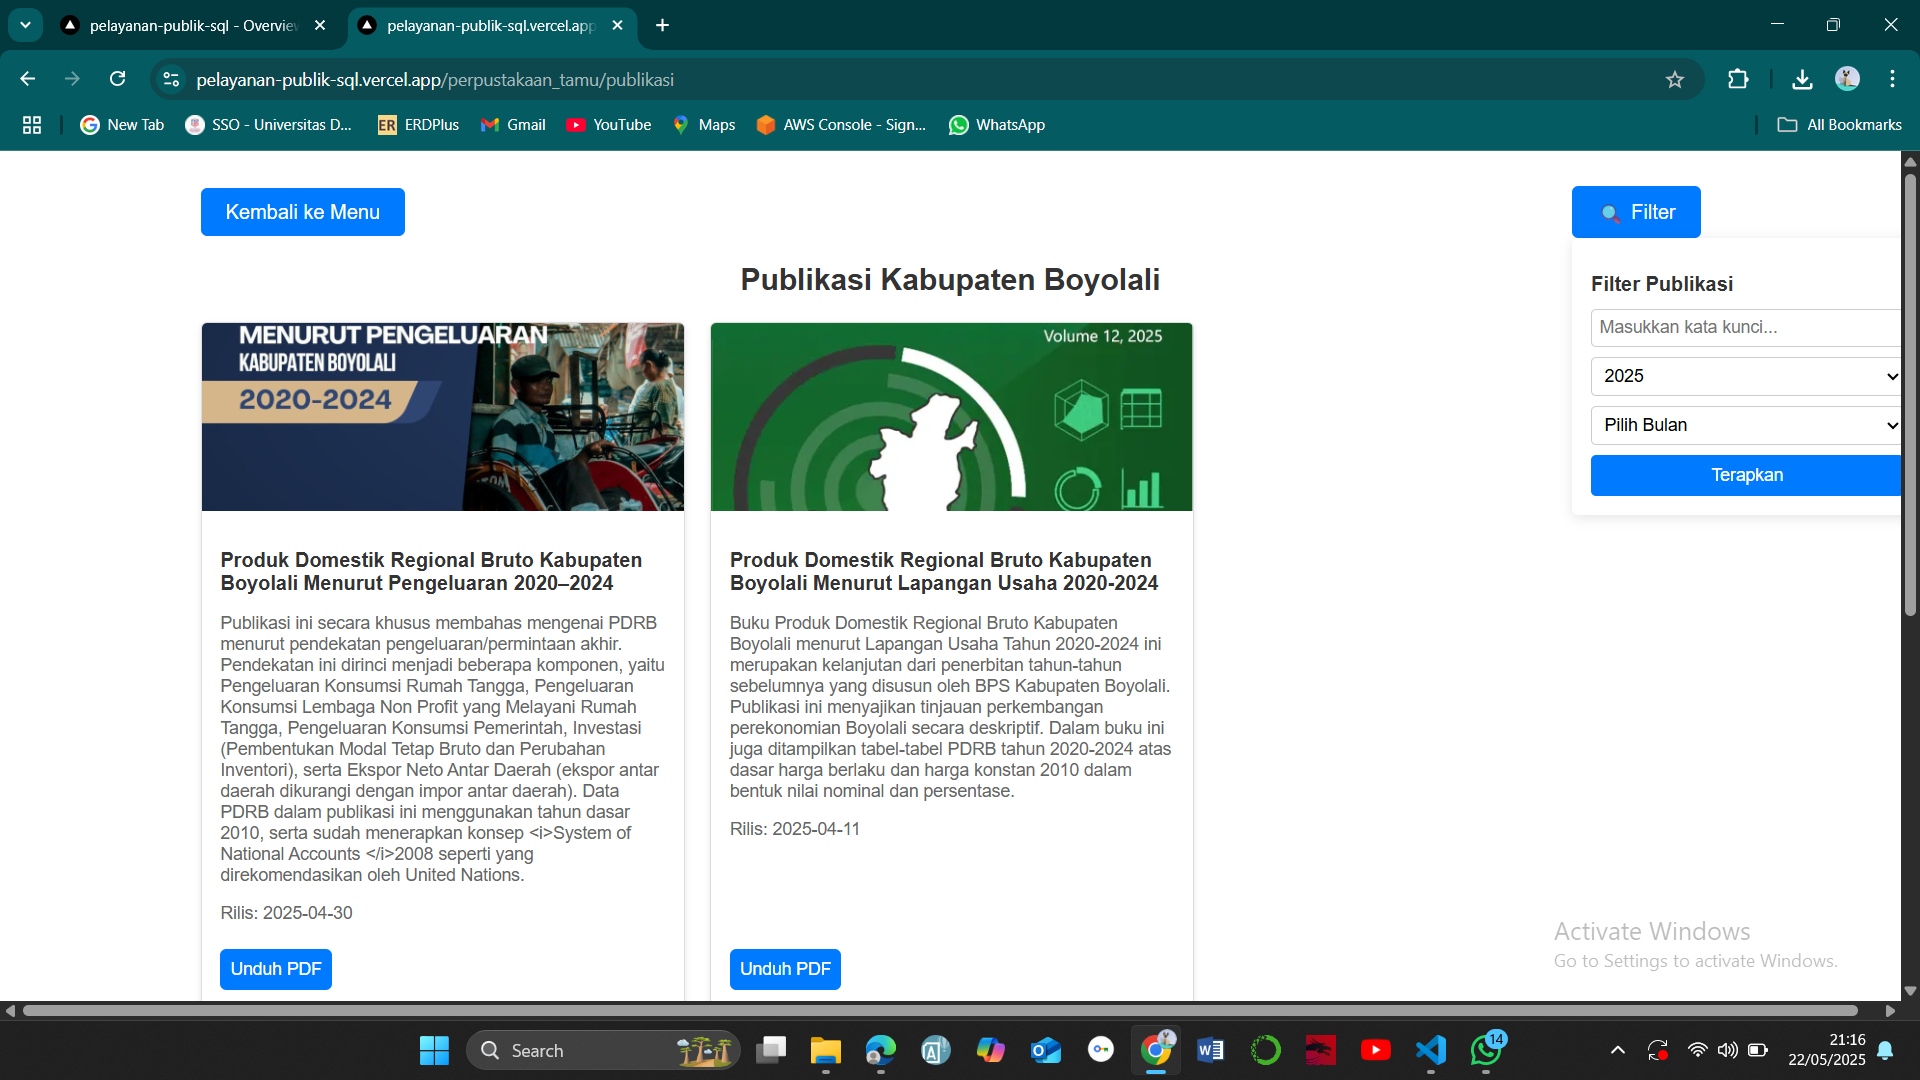 pelayanan-publik-sql - Overview
pelayanan-publik-sql.vercel.app
pelayanan-publik-sql.vercel.app/perpustakaan_tamu/publikasi
New Tab
SSO - Universitas D...
ER
ERDPlus
Gmail
YouTube
Maps
AWS Console - Sign...
WhatsApp
All Bookmarks
Kembali ke Menu
Filter
Publikasi Kabupaten Boyolali
Filter Publikasi
Masukkan kata kunci...
2025
Pilih Bulan
Terapkan
MENURUT PENGELUARAN
KABUPATEN BOYOLALI
2020-2024
Volume 12, 2025
Produk Domestik Regional Bruto Kabupaten
Boyolali Menurut Pengeluaran 2020–2024
Publikasi ini secara khusus membahas mengenai PDRB
menurut pendekatan pengeluaran/permintaan akhir.
Pendekatan ini dirinci menjadi beberapa komponen, yaitu
Pengeluaran Konsumsi Rumah Tangga, Pengeluaran
Konsumsi Lembaga Non Profit yang Melayani Rumah
Tangga, Pengeluaran Konsumsi Pemerintah, Investasi
(Pembentukan Modal Tetap Bruto dan Perubahan
Inventori), serta Ekspor Neto Antar Daerah (ekspor antar
daerah dikurangi dengan impor antar daerah). Data
PDRB dalam publikasi ini menggunakan tahun dasar
2010, serta sudah menerapkan konsep <i>System of
National Accounts </i>2008 seperti yang
direkomendasikan oleh United Nations.
Rilis: 2025-04-30
Unduh PDF
Produk Domestik Regional Bruto Kabupaten
Boyolali Menurut Lapangan Usaha 2020-2024
Buku Produk Domestik Regional Bruto Kabupaten
Boyolali menurut Lapangan Usaha Tahun 2020-2024 ini
merupakan kelanjutan dari penerbitan tahun-tahun
sebelumnya yang disusun oleh BPS Kabupaten Boyolali.
Publikasi ini menyajikan tinjauan perkembangan
perekonomian Boyolali secara deskriptif. Dalam buku ini
juga ditampilkan tabel-tabel PDRB tahun 2020-2024 atas
dasar harga berlaku dan harga konstan 2010 dalam
bentuk nilai nominal dan persentase.
Rilis: 2025-04-11
Unduh PDF
Activate Windows
Go to Settings to activate Windows.
Search
14
21:16
22/05/2025